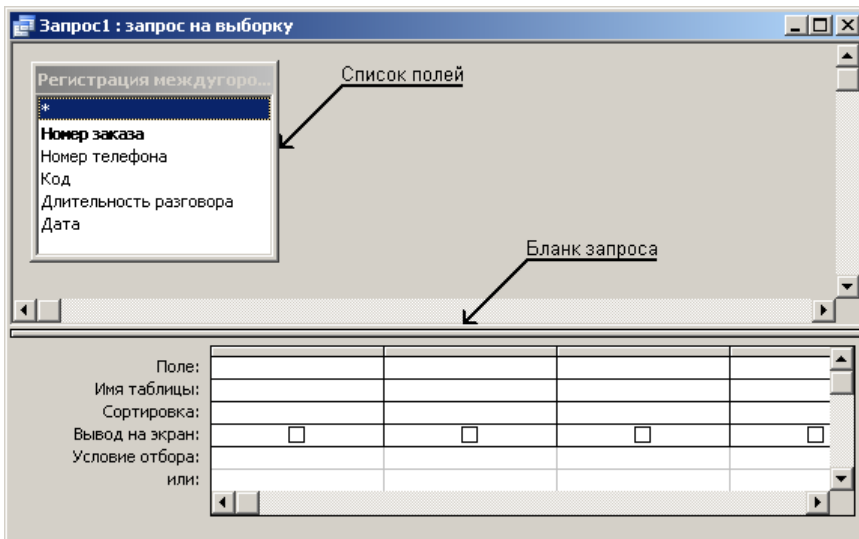 Запрос1 : запрос на выборку
Регистрация междугоро...
Список полей
*
Номер заказа
Номер телефона
Код
Длительность разговора
Дата
Бланк запроса
Поле:
Имя таблицы:
Сортировка:
Вывод на экран:
Условие отбора:
или: